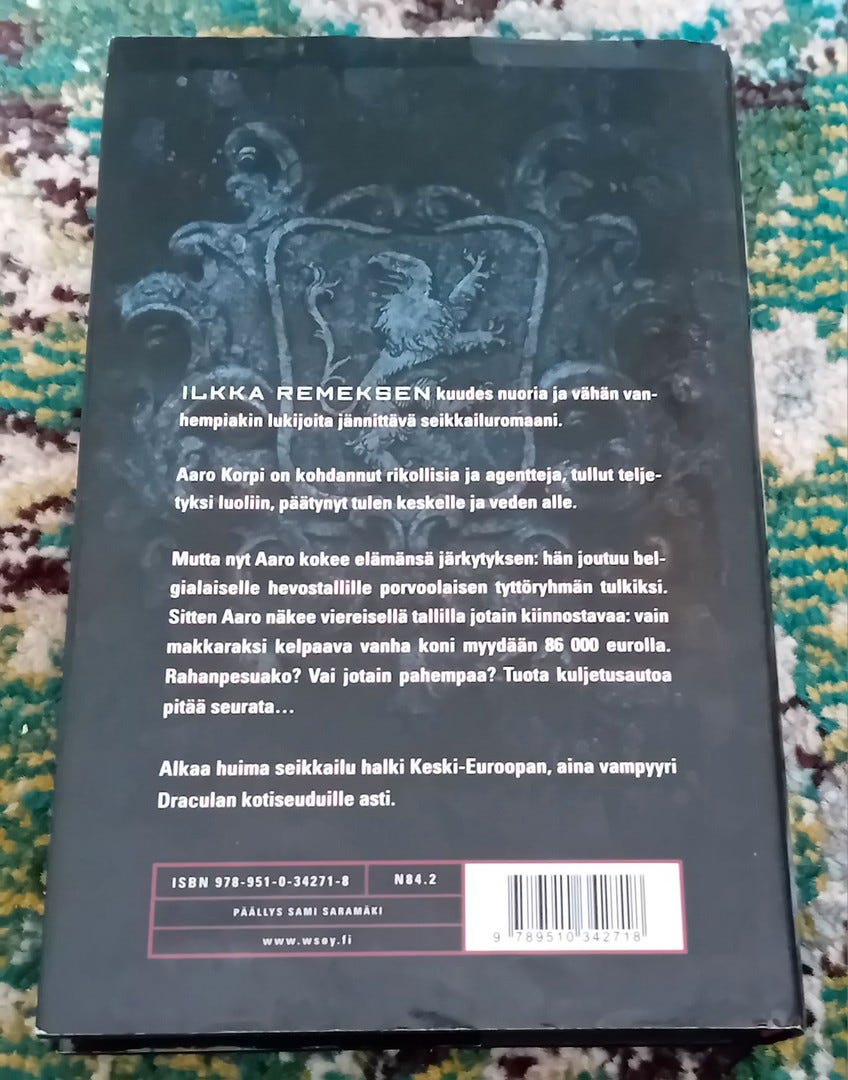 ILKKA REMEKSEN kuudes nuoria ja vähän van-
hempiakin lukijoita jännittävä seikkailuromaani.
Aaro Korpi on kohdannut rikollisia ja agentteja, tullut telje-
tyksi luoliin, päätynyt tulen keskelle ja veden alle.
Mutta nyt Aaro kokee elämänsä järkytyksen: hän joutuu bel-
gialaiselle hevostallille porvoolaisen tyttöryhmän tulkiksi.
Sitten Aaro näkee viereisellä tallilla jotain kiinnostavaa: vain
makkaraksi kelpaava vanha koni myydään 86 000 eurolla.
Rahanpesuako? Vai jotain pahempaa? Tuota kuljetusautoa
pitää seurata...
Alkaa huima seikkailu halki Keski-Euroopan, aina vampyyri
Draculan kotiseuduille asti.
ISBN 978-951-0-34271-8
N84.2
PÄÄLLYS SAMI SARAMÄKI
www.wsoy.fi
9 789510 342718